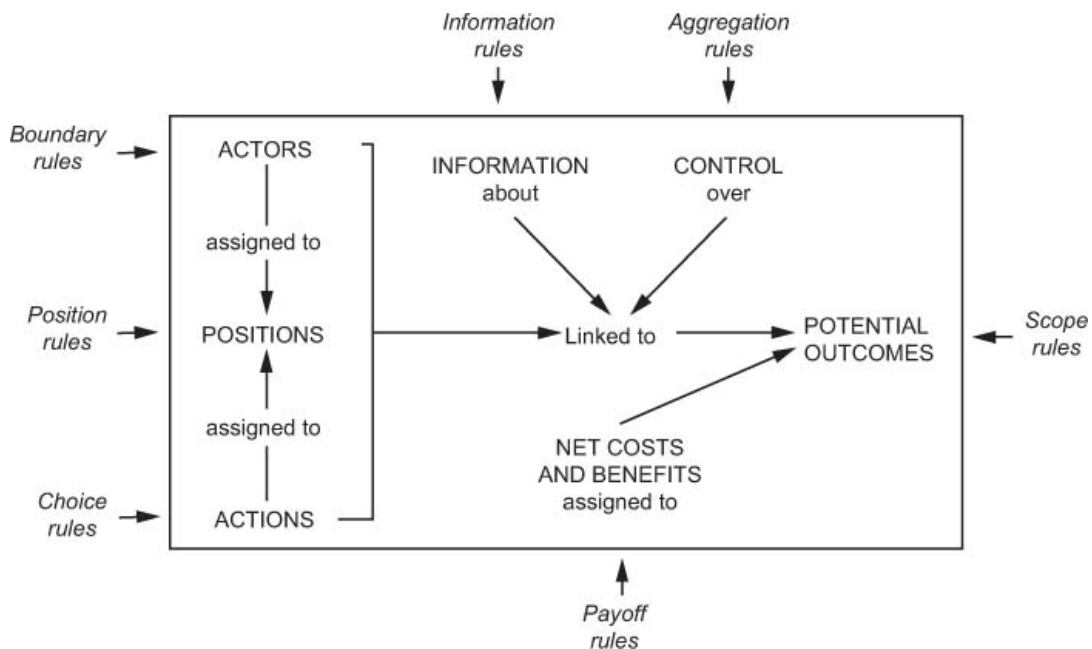 Information
rules
Aggregation
rules
Boundary
rules
ACTORS
INFORMATION
about
CONTROL
over
assigned to
Position
rules
POSITIONS
Linked to
POTENTIAL
OUTCOMES
Scope
rules
assigned to
NET COSTS
AND BENEFITS
assigned to
Choice
rules
ACTIONS
Payoff
rules